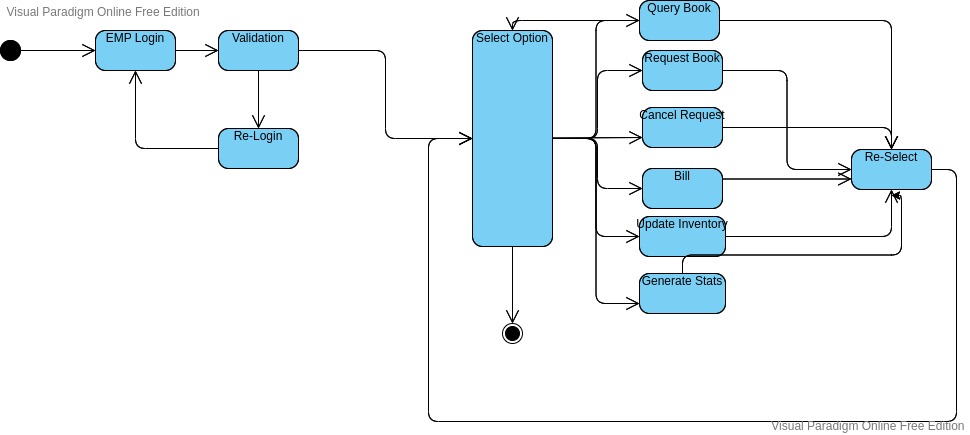 Visual Paradigm Online Free Edition
EMP Login
Validation
Re-Login
Select Option
Query Book
Request Book
Cancel Request
Bill
Update Inventory
Generate Stats
Re-Select
Visual Paradigm Online Free Edition